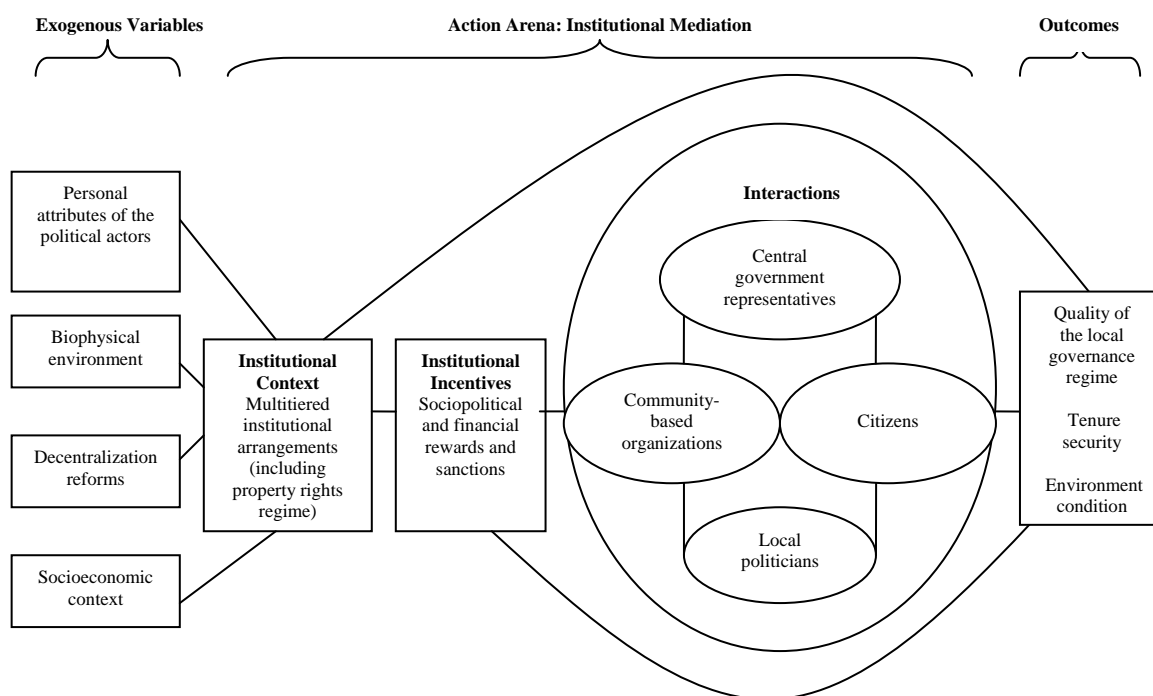 Exogenous Variables
Action Arena: Institutional Mediation
Outcomes
Personal
attributes of the
political actors
Biophysical
environment
Decentralization
reforms
Socioeconomic
context
Institutional
Context
Multitiered
institutional
arrangements
(including
property rights
regime)
Institutional
Incentives
Sociopolitical
and financial
rewards and
sanctions
Interactions
Central
government
representatives
Community-
based
organizations
Citizens
Local
politicians
Quality of
the local
governance
regime
Tenure
security
Environment
condition